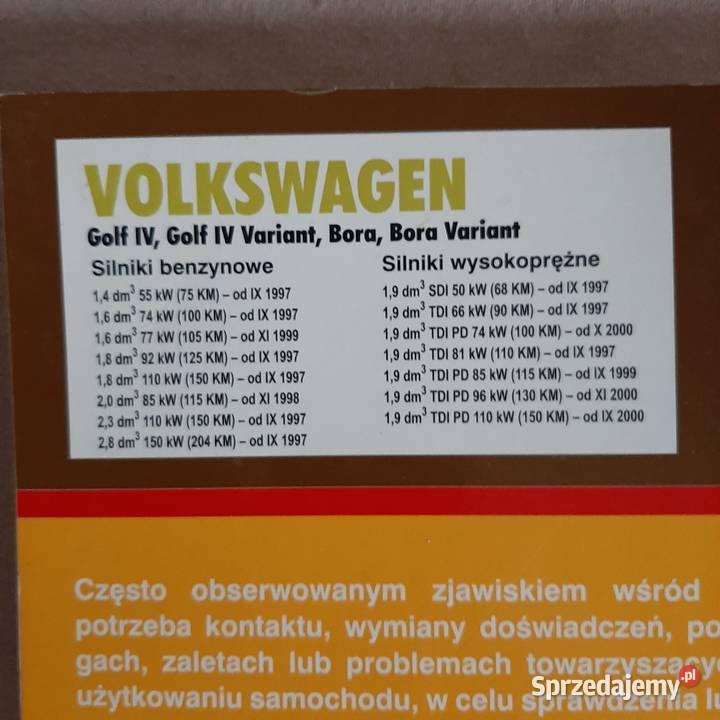 VOLKSWAGEN
Golf IV, Golf IV Variant, Bora, Bora Variant
Silniki benzynowe
1,4 dm³ 55 kW (75 KM) – od IX 1997
1,6 dm³ 74 kW (100 KM) – od IX 1997
1,6 dm³ 77 kW (105 KM) – od XI 1999
1,8 dm³ 92 kW (125 KM) – od IX 1997
1,8 dm³ 110 kW (150 KM) – od IX 1997
2,0 dm³ 85 kW (115 KM) – od XI 1998
2,3 dm³ 110 kW (150 KM) – od IX 1997
2,8 dm³ 150 kW (204 KM) – od IX 1997
Silniki wysokoprężne
1,9 dm³ SDI 50 kW (68 KM) – od IX 1997
1,9 dm³ TDI 66 kW (90 KM) – od IX 1997
1,9 dm³ TDI PD 74 kW (100 KM) – od X 2000
1,9 dm³ TDI 81 kW (110 KM) – od IX 1997
1,9 dm³ TDI PD 85 kW (115 KM) – od IX 1999
1,9 dm³ TDI PD 96 kW (130 KM) – od XI 2000
1,9 dm³ TDI PD 110 kW (150 KM) – od IX 2000
Często obserwowanym zjawiskiem wśród
potrzeba kontaktu, wymiany doświadczeń, po
gach, zaletach lub problemach towarzyszący
użytkowaniu samochodu, w celu sprawdzenia lu
Sprzedajemy.pl